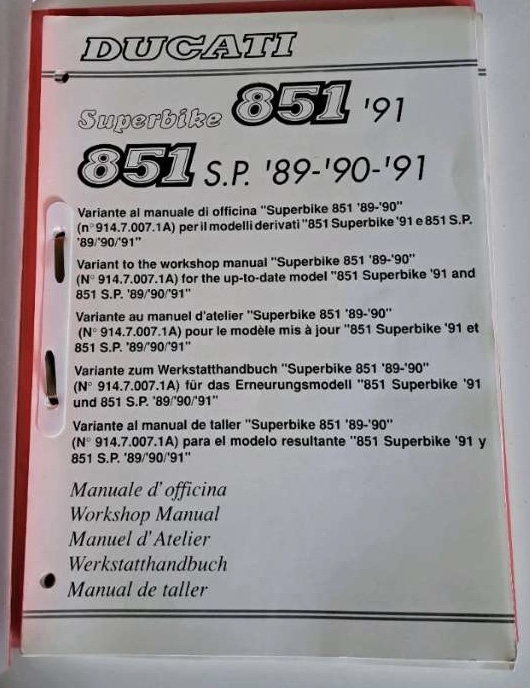 DUCATI
Superbike 851 '91
851 S.P. '89-'90-'91
Variante al manuale di officina "Superbike 851 '89-'90"
(n° 914.7.007.1A) per il modelli derivati "851 Superbike '91 e 851 S.P.
'89/'90/'91"
Variant to the workshop manual "Superbike 851 '89-'90"
(N° 914.7.007.1A) for the up-to-date model "851 Superbike '91 and
851 S.P. '89/'90/'91"
Variante au manuel d'atelier "Superbike 851 '89-'90"
(N° 914.7.007.1A) pour le modèle mis à jour "851 Superbike '91 et
851 S.P. '89/'90/'91"
Variante zum Werkstatthandbuch "Superbike 851 '89-'90"
(N° 914.7.007.1A) für das Erneurungsmodell "851 Superbike '91
und 851 S.P. '89/'90/'91"
Variante al manual de taller "Superbike 851 '89-'90"
(N° 914.7.007.1A) para el modelo resultante "851 Superbike '91 y
851 S.P. '89/'90/'91"
Manuale d'officina
Workshop Manual
Manuel d'Atelier
Werkstatthandbuch
Manual de taller